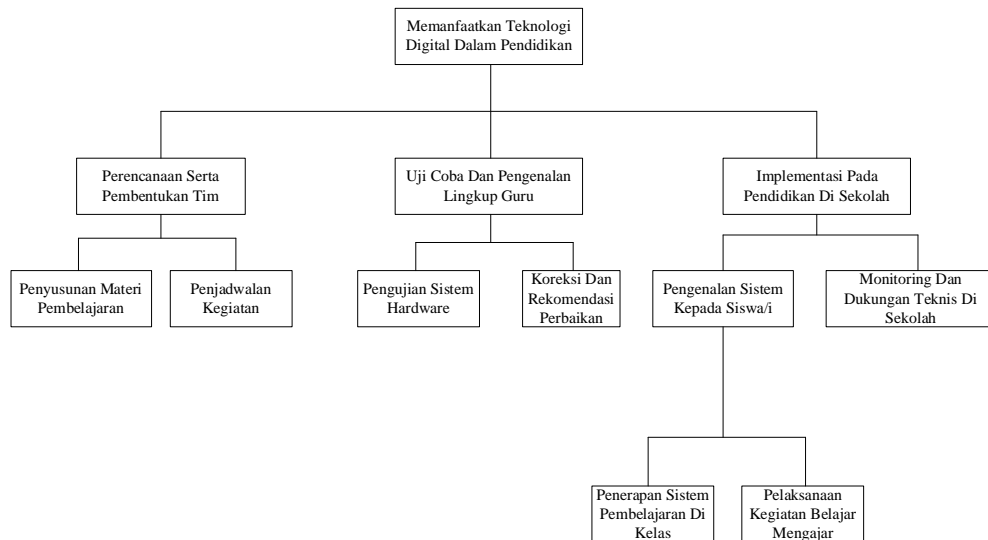 Memanfaatkan Teknologi
Digital Dalam Pendidikan
Perencanaan Serta
Pembentukan Tim
Uji Coba Dan Pengenalan
Lingkup Guru
Implementasi Pada
Pendidikan Di Sekolah
Penyusunan Materi
Pembelajaran
Penjadwalan
Kegiatan
Pengujian Sistem
Hardware
Koreksi Dan
Rekomendasi
Perbaikan
Pengenalan Sistem
Kepada Siswa/i
Monitoring Dan
Dukungan Teknis Di
Sekolah
Penerapan Sistem
Pembelajaran Di
Kelas
Pelaksanaan
Kegiatan Belajar
Mengajar